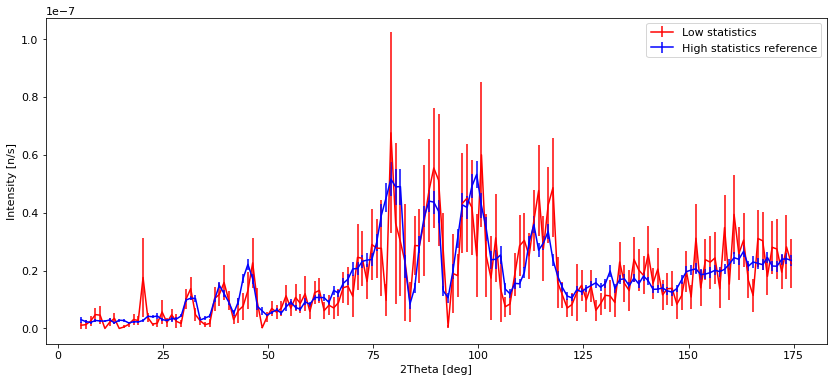 1e−7
Low statistics
High statistics reference
1.0
0.8
0.6
0.4
0.2
0.0
Intensity [n/s]
0
25
50
75
100
125
150
175
2Theta [deg]